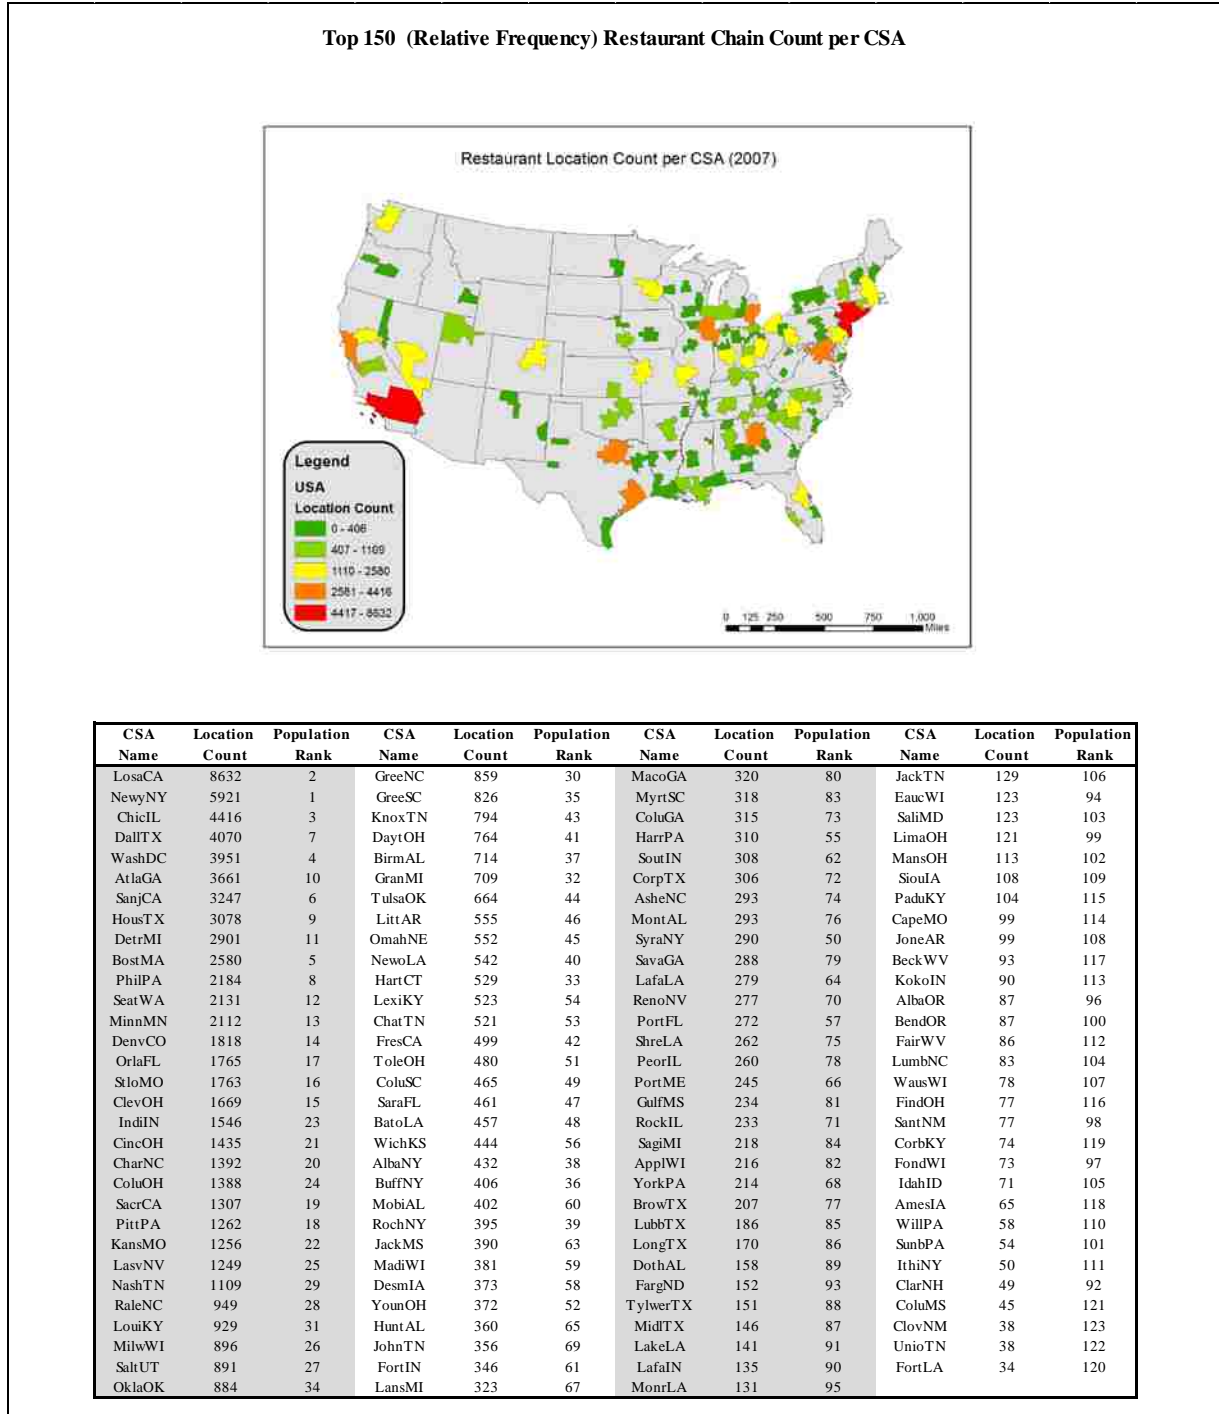 Top 150 (Relative Frequency) Restaurant Chain Count per CSA
Restaurant Location Count per CSA (2007)
Legend
USA
Location Count
0 - 406
407 - 1109
1110 - 2580
2581 - 4416
4417 - 8632
0 125 250 500 750 1,000
Miles
CSA Location Population CSA Location Population CSA Location Population CSA Location Population
Name Count Rank Name Count Rank Name Count Rank Name Count Rank
LosaCA 8632 2 GreeNC 859 30 MacoGA 320 80 JackTN 129 106
NewyNY 5921 1 GreeSC 826 35 MyrtSC 318 83 EaucWI 123 94
ChicIL 4416 3 KnoxTN 794 43 ColuGA 315 73 SaliMD 123 103
DallTX 4070 7 DaytOH 764 41 HarrPA 310 55 LimaOH 121 99
WashDC 3951 4 BirmAL 714 37 SoutIN 308 62 MansOH 113 102
AtlaGA 3661 10 GranMI 709 32 CorpTX 306 72 SiouIA 108 109
SanjCA 3247 6 TulsaOK 664 44 AsheNC 293 74 PaduKY 104 115
HousTX 3078 9 LittAR 555 46 MontAL 293 76 CapeMO 99 114
DetrMI 2901 11 OmahNE 552 45 SyraNY 290 50 JoneAR 99 108
BostMA 2580 5 NewoLA 542 40 SavaGA 288 79 BeckWV 93 117
PhilPA 2184 8 HartCT 529 33 LafaLA 279 64 KokoIN 90 113
SeatWA 2131 12 LexiKY 523 54 RenoNV 277 70 AlbaOR 87 96
MinnMN 2112 13 ChatTN 521 53 PortFL 272 57 BendOR 87 100
DenvCO 1818 14 FresCA 499 42 ShreLA 262 75 FairWV 86 112
OrlaFL 1765 17 ToleOH 480 51 PeorIL 260 78 LumbNC 83 104
StloMO 1763 16 ColuSC 465 49 PortME 245 66 WausWI 78 107
ClevOH 1669 15 SaraFL 461 47 GulfMS 234 81 FindOH 77 116
IndiIN 1546 23 BatoLA 457 48 RockIL 233 71 SantNM 77 98
CincOH 1435 21 WichKS 444 56 SagiMI 218 84 CorbKY 74 119
CharNC 1392 20 AlbaNY 432 38 ApplWI 216 82 FondWI 73 97
ColuOH 1388 24 BuffNY 406 36 YorkPA 214 68 IdahID 71 105
SacrCA 1307 19 MobiAL 402 60 BrowTX 207 77 AmesIA 65 118
PittPA 1262 18 RochNY 395 39 LubbTX 186 85 WillPA 58 110
KansMO 1256 22 JackMS 390 63 LongTX 170 86 SunbPA 54 101
LasvNV 1249 25 MadiWI 381 59 DothAL 158 89 IthiNY 50 111
NashTN 1109 29 DesmIA 373 58 FargND 152 93 ClarNH 49 92
RaleNC 949 28 YounOH 372 52 TylwerTX 151 88 ColuMS 45 121
LouiKY 929 31 HuntAL 360 65 MidlTX 146 87 ClovNM 38 123
MilwWI 896 26 JohnTN 356 69 LakeLA 141 91 UnioTN 38 122
SaltUT 891 27 FortIN 346 61 LafaIN 135 90 FortLA 34 120
OklaOK 884 34 LansMI 323 67 MonrLA 131 95